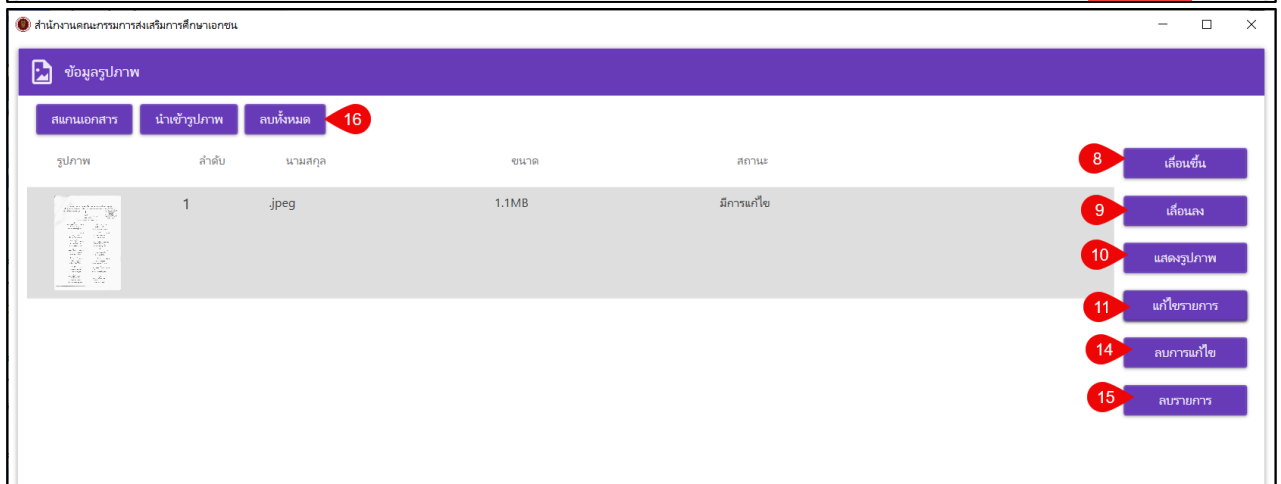 สำนักงานคณะกรรมการส่งเสริมการศึกษาเอกชน
ข้อมูลรูปภาพ
สแกนเอกสาร นำเข้ารูปภาพ ลบทั้งหมด 16
รูปภาพ ลำดับ นามสกุล ขนาด สถานะ 8 เลื่อนขึ้น
1 .jpeg 1.1MB มีการแก้ไข 9 เลื่อนลง
10 แสดงรูปภาพ
11 แก้ไขรายการ
14 ลบการแก้ไข
15 ลบรายการ